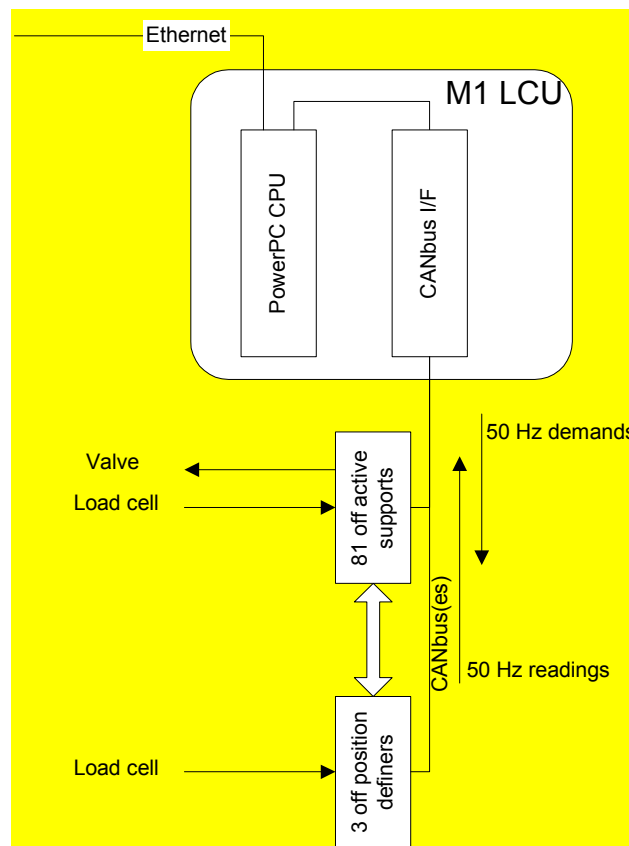 Ethernet
M1 LCU
PowerPC CPU
CANbus I/F
50 Hz demands
Valve
Load cell
81 off active
supports
CANbus(es)
50 Hz readings
Load cell
3 off position
definers